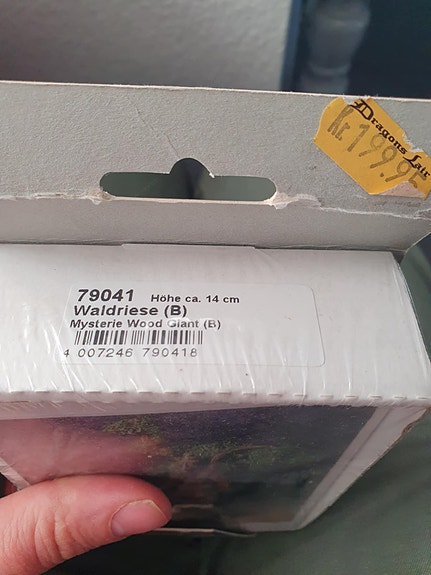 Dragons Lair
Kr 199.95
79041 Höhe ca. 14 cm
Waldriese (B)
Mysterie Wood Giant (B)
4 007246 790418